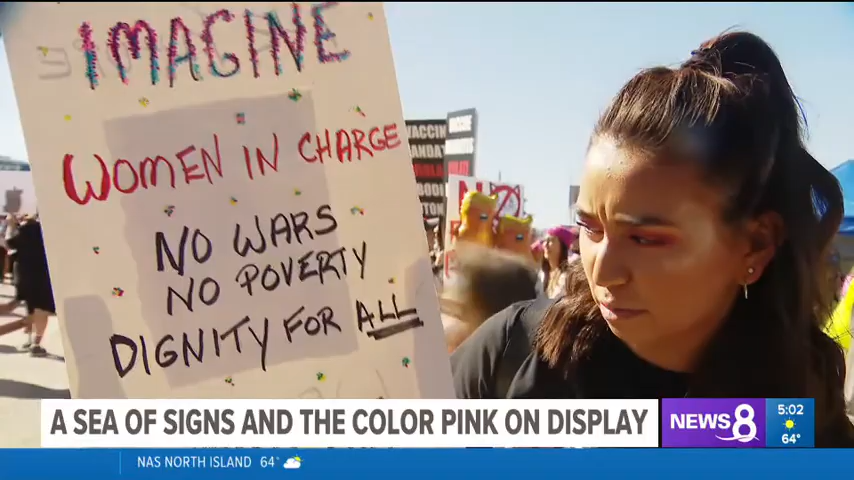 IMAGINE
WOMEN IN CHARGE
NO WARS
NO POVERTY
DIGNITY FOR ALL
VACCIN
A SEA OF SIGNS AND THE COLOR PINK ON DISPLAY
NEWS 8
5:02
64°
NAS NORTH ISLAND 64°